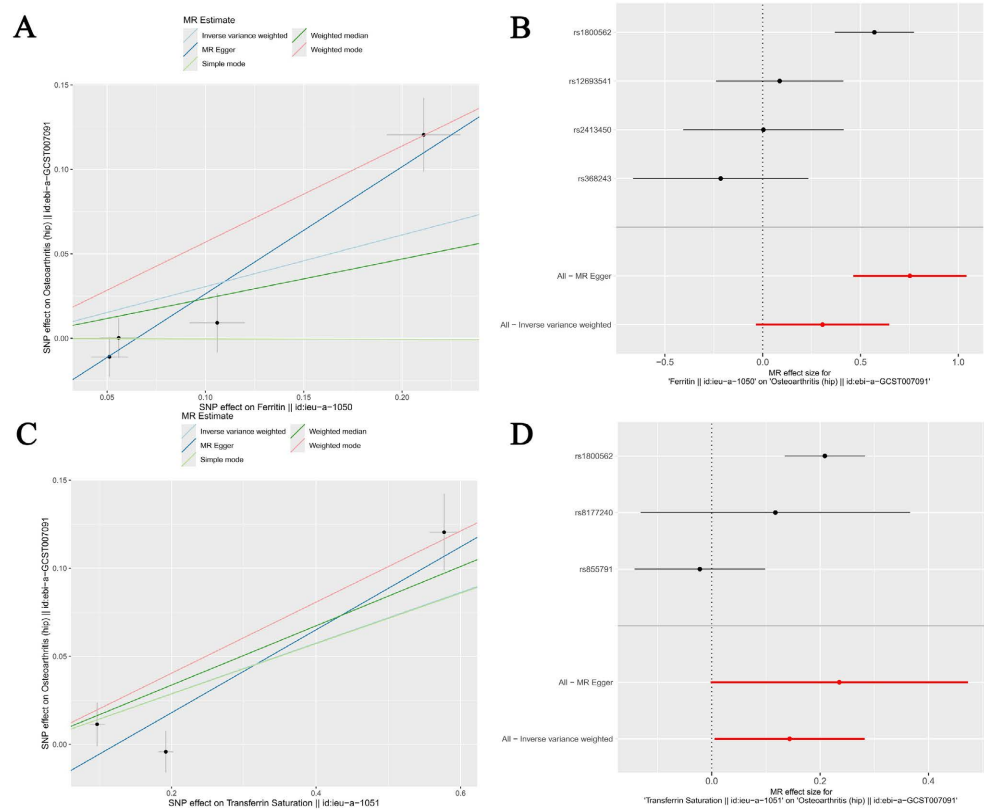 A
MR Estimate
Inverse variance weighted
Weighted median
MR Egger
Weighted mode
Simple mode
0.15
0.10
0.05
0.00
0.05
0.10
0.15
0.20
SNP effect on Osteoarthritis (hip) || id:ebi-a-GCST007091
SNP effect on Ferritin || id:ieu-a-1050
B
rs1800562
rs12693541
rs2413450
rs368243
All − MR Egger
All − Inverse variance weighted
−0.5
0.0
0.5
1.0
MR effect size for
'Ferritin || id:ieu-a-1050' on 'Osteoarthritis (hip) || id:ebi-a-GCST007091'
C
MR Estimate
Inverse variance weighted
Weighted median
MR Egger
Weighted mode
Simple mode
0.15
0.10
0.05
0.00
0.2
0.4
0.6
SNP effect on Osteoarthritis (hip) || id:ebi-a-GCST007091
SNP effect on Transferrin Saturation || id:ieu-a-1051
D
rs1800562
rs8177240
rs855791
All − MR Egger
All − Inverse variance weighted
0.0
0.2
0.4
MR effect size for
'Transferrin Saturation || id:ieu-a-1051' on 'Osteoarthritis (hip) || id:ebi-a-GCST007091'